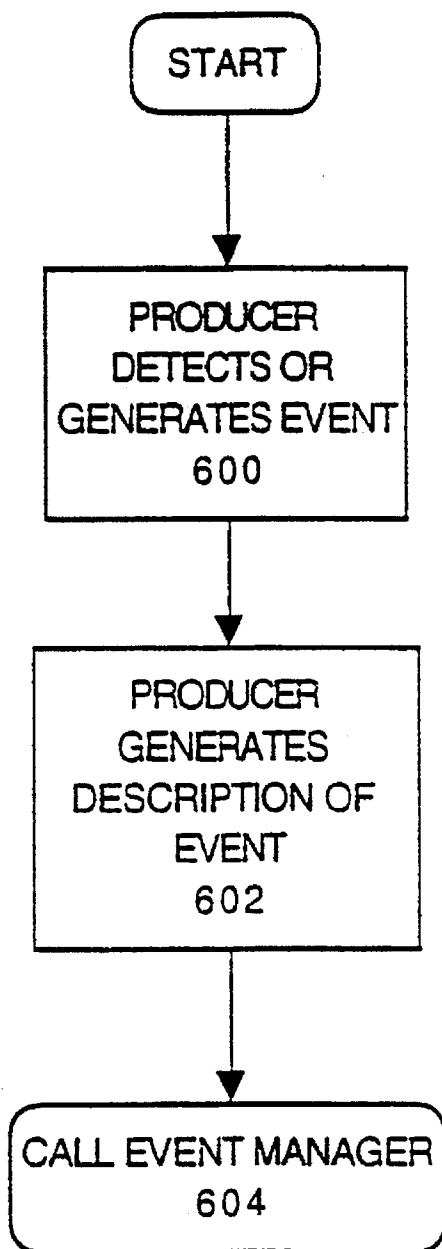 START
PRODUCER
DETECTS OR
GENERATES EVENT
600
PRODUCER
GENERATES
DESCRIPTION OF
EVENT
602
CALL EVENT MANAGER
604